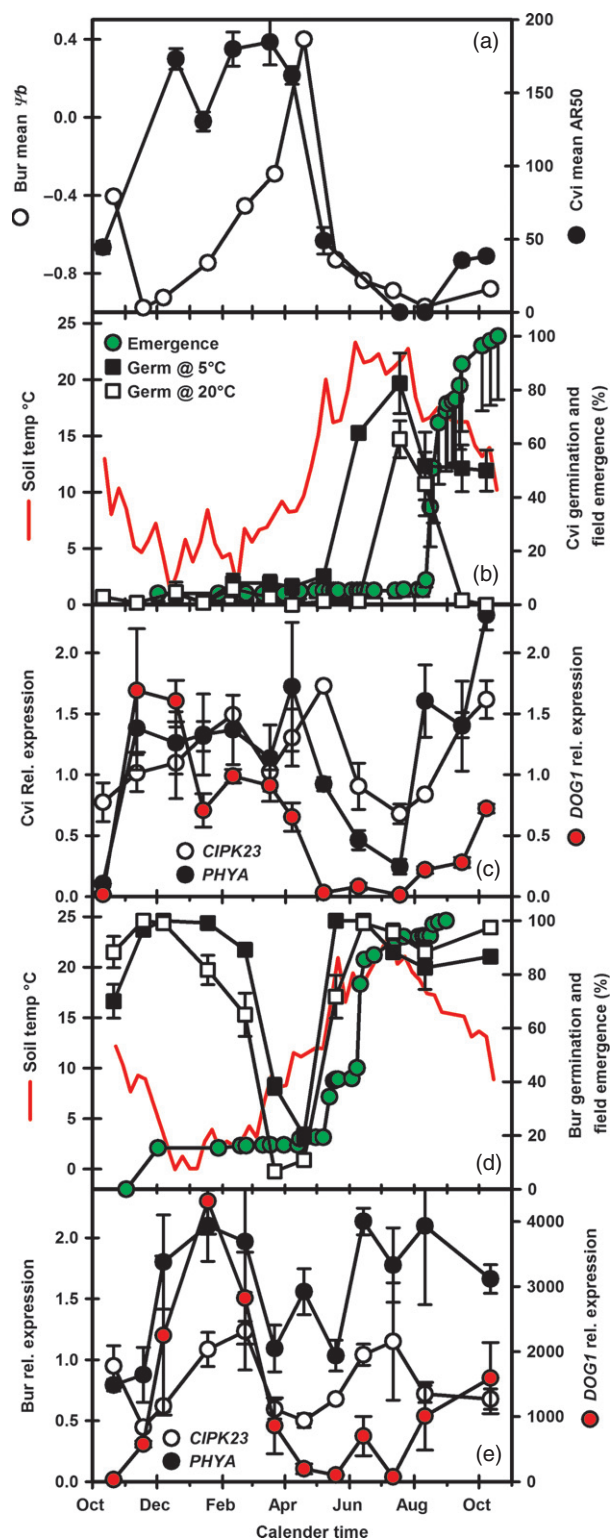 (a)
0.4
0.0
–0.4
–0.8
Bur mean Ψb
200
150
100
50
0
Cvi mean AR50
25
20
15
10
5
0
Soil temp °C
Emergence
Germ @ 5°C
Germ @ 20°C
100
80
60
40
20
0
Cvi germination and
field emergence (%)
(b)
2.0
1.5
1.0
0.5
0.0
Cvi Rel. expression
CIPK23
PHYA
2.0
1.5
1.0
0.5
0.0
DOG1 rel. expression
(c)
25
20
15
10
5
0
Soil temp °C
100
80
60
40
20
0
Bur germination and
field emergence (%)
(d)
2.0
1.5
1.0
0.5
0.0
Bur rel. expression
CIPK23
PHYA
4000
3000
2000
1000
0
DOG1 rel. expression
(e)
Oct Dec Feb Apr Jun Aug Oct
Calender time